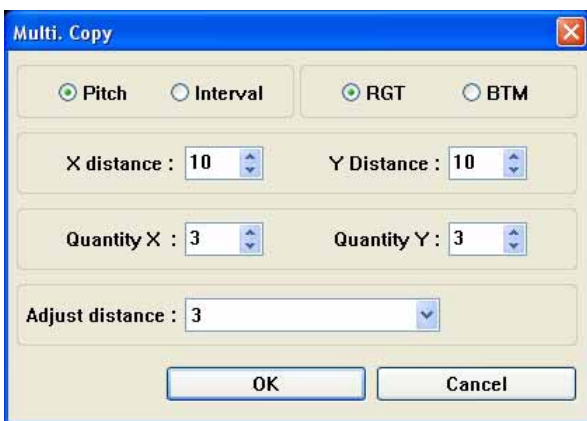 Multi. Copy
Pitch Interval RGT BTM
X distance : 10 Y Distance : 10
Quantity X : 3 Quantity Y : 3
Adjust distance : 3
OK Cancel